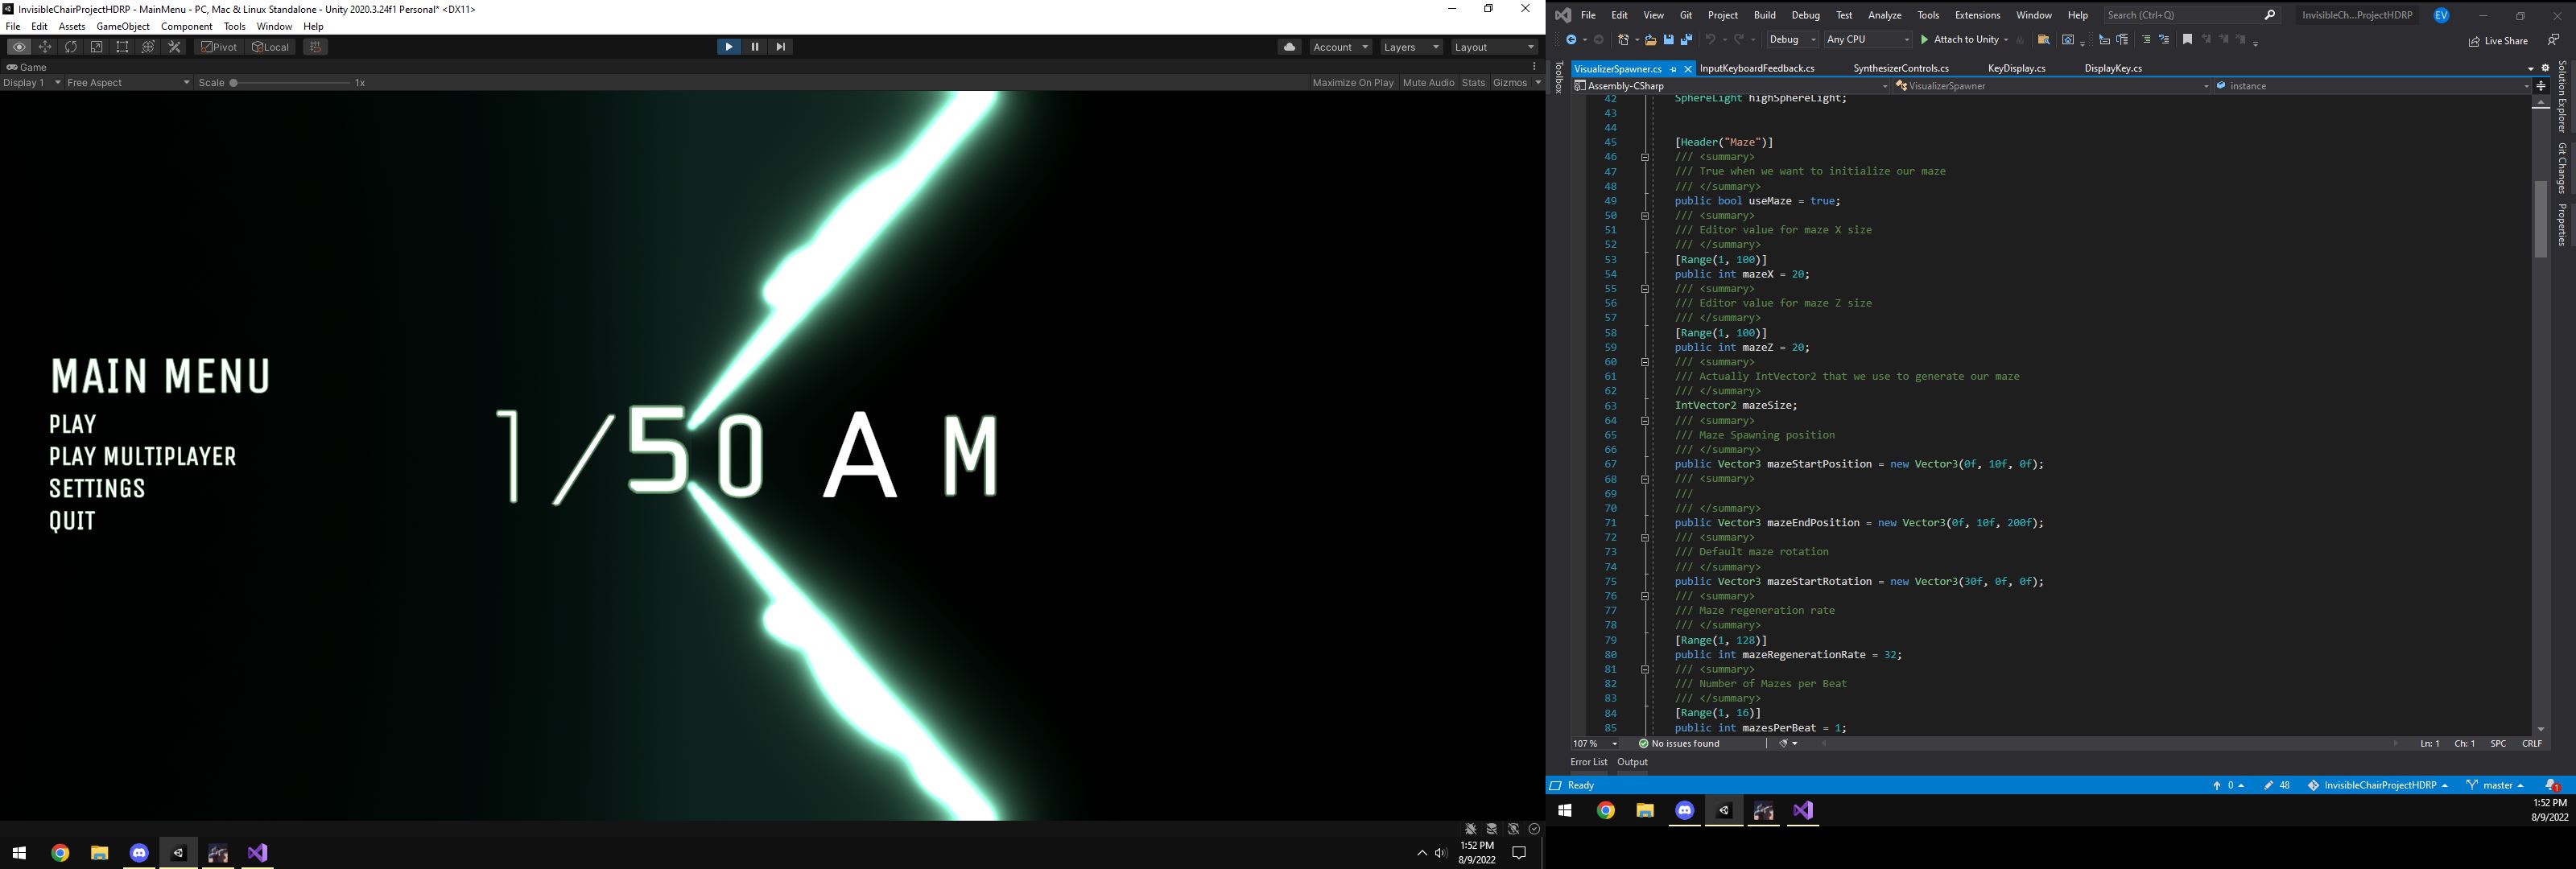 InvisibleChairProjectHDRP - MainMenu - PC, Mac & Linux Standalone - Unity 2020.3.24f1 Personal* <DX11>
File Edit Assets GameObject Component Tools Window Help
Pivot Local Account Layers Layout
Game
Display 1 Free Aspect Scale 1x Maximize On Play Mute Audio Stats Gizmos
MAIN MENU
PLAY
PLAY MULTIPLAYER
SETTINGS
QUIT
1/50 AM
1:52 PM
8/9/2022
File Edit View Git Project Build Debug Test Analyze Tools Extensions Window Help Search (Ctrl+Q) InvisibleCh...ProjectHDRP EV
Debug Any CPU Attach to Unity Live Share
Toolbox
VisualizerSpawner.cs InputKeyboardFeedback.cs SynthesizerControls.cs KeyDisplay.cs DisplayKey.cs
Assembly-CSharp VisualizerSpawner instance
42 SphereLight highSphereLight;
43
44
45 [Header("Maze")]
46 /// <summary>
47 /// True when we want to initialize our maze
48 /// </summary>
49 public bool useMaze = true;
50 /// <summary>
51 /// Editor value for maze X size
52 /// </summary>
53 [Range(1, 100)]
54 public int mazeX = 20;
55 /// <summary>
56 /// Editor value for maze Z size
57 /// </summary>
58 [Range(1, 100)]
59 public int mazeZ = 20;
60 /// <summary>
61 /// Actually IntVector2 that we use to generate our maze
62 /// </summary>
63 IntVector2 mazeSize;
64 /// <summary>
65 /// Maze Spawning position
66 /// </summary>
67 public Vector3 mazeStartPosition = new Vector3(0f, 10f, 0f);
68 /// <summary>
69 ///
70 /// </summary>
71 public Vector3 mazeEndPosition = new Vector3(0f, 10f, 200f);
72 /// <summary>
73 /// Default maze rotation
74 /// </summary>
75 public Vector3 mazeStartRotation = new Vector3(30f, 0f, 0f);
76 /// <summary>
77 /// Maze regeneration rate
78 /// </summary>
79 [Range(1, 128)]
80 public int mazeRegenerationRate = 32;
81 /// <summary>
82 /// Number of Mazes per Beat
83 /// </summary>
84 [Range(1, 16)]
85 public int mazesPerBeat = 1;
Solution Explorer
Git Changes
Properties
107 % No issues found Ln: 1 Ch: 1 SPC CRLF
Error List Output
Ready 0 48 InvisibleChairProjectHDRP master 1
1:52 PM
8/9/2022